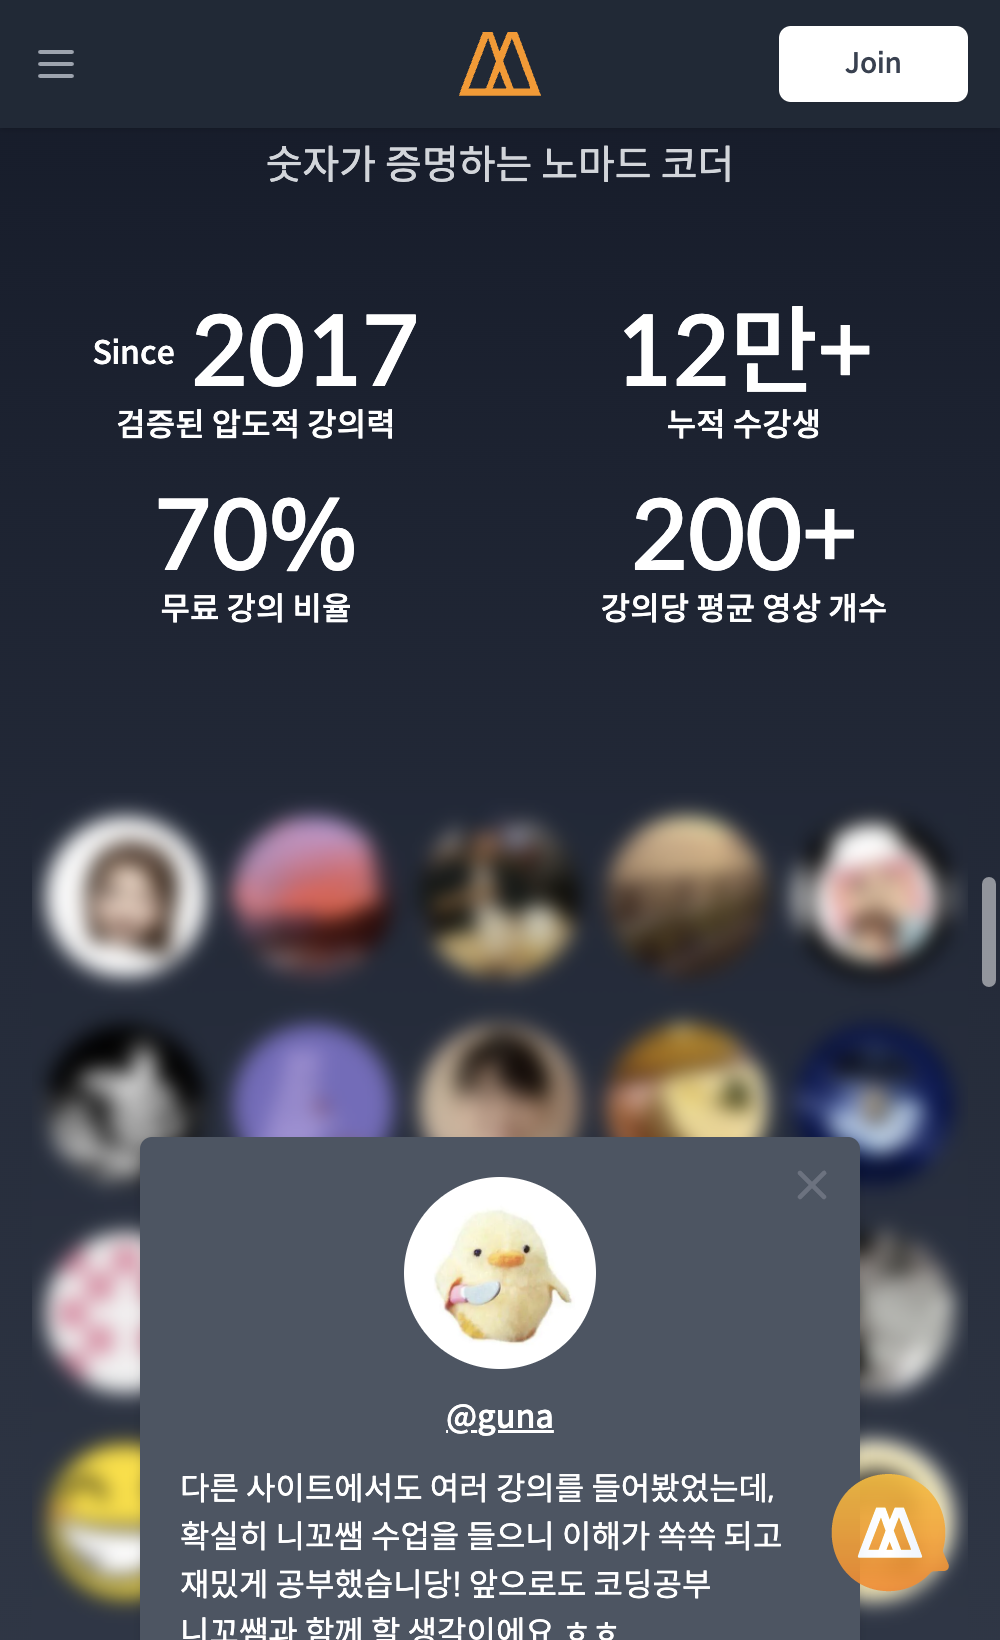 Join
숫자가 증명하는 노마드 코더
Since 2017
검증된 압도적 강의력
12만+
누적 수강생
70%
무료 강의 비율
200+
강의당 평균 영상 개수
@guna
다른 사이트에서도 여러 강의를 들어봤었는데,
확실히 니꼬쌤 수업을 들으니 이해가 쏙쏙 되고
재밌게 공부했습니당! 앞으로도 코딩공부
니꼬쌤과 함께 할 생각이에요 ㅎㅎ